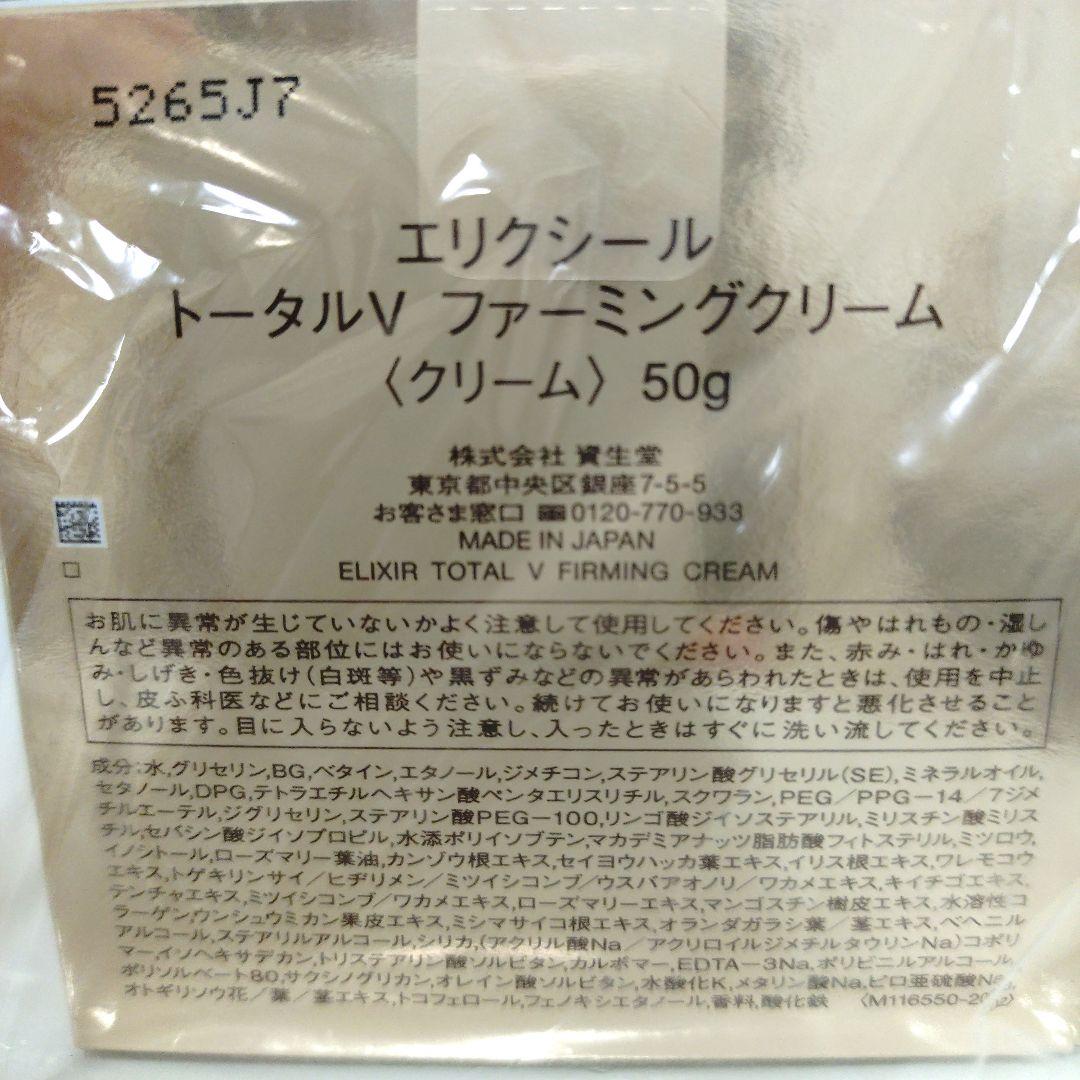 5265J7
エリクシール
トータルV ファーミングクリーム
〈クリーム〉 50g
株式会社 資生堂
東京都中央区銀座7-5-5
お客さま窓口 0120-770-933
MADE IN JAPAN
ELIXIR TOTAL V FIRMING CREAM
お肌に異常が生じていないかよく注意して使用してください。傷やはれもの・湿し
んなど異常のある部位にはお使いにならないでください。また、赤み・はれ・かゆ
み・しげき・色抜け(白斑等)や黒ずみなどの異常があらわれたときは、使用を中止
し、皮ふ科医などにご相談ください。続けてお使いになりますと悪化させること
があります。目に入らないよう注意し、入ったときはすぐに洗い流してください。
成分:水,グリセリン,BG,ベタイン,エタノール,ジメチコン,ステアリン酸グリセリル(SE),ミネラルオイル,
セタノール,DPG,テトラエチルヘキサン酸ペンタエリスリチル,スクワラン,PEG/PPG-14/7ジメ
チルエーテル,ジグリセリン,ステアリン酸PEG-100,リンゴ酸ジイソステアリル,ミリスチン酸ミリス
チル,セバシン酸ジイソプロピル,水添ポリイソブテン,マカデミアナッツ脂肪酸フィトステリル,ミツロウ,
イノシトール,ローズマリー葉油,カンゾウ根エキス,セイヨウハッカ葉エキス,イリス根エキス,ワレモコウ
エキス,トゲキリンサイ/ヒヂリメン/ミツイシコンブ/ウスバアオノリ/ワカメエキス,キイチゴエキス,
テンチャエキス,ミツイシコンブ/ワカメエキス,ローズマリーエキス,マンゴスチン樹皮エキス,水溶性コ
ラーゲン,ウンシュウミカン果皮エキス,ミシマサイコ根エキス,オランダガラシ葉/茎エキス,ベヘニル
アルコール,ステアリルアルコール,シリカ,(アクリル酸Na/アクリロイルジメチルタウリンNa)コポリ
マー,イソヘキサデカン,トリステアリン酸ソルビタン,カルボマー,EDTA-3Na,ポリビニルアルコール,
ポリソルベート80,サクシノグリカン,オレイン酸ソルビタン,水酸化K,メタリン酸Na,ピロ亜硫酸Na,
オトギリソウ花/葉/茎エキス,トコフェロール,フェノキシエタノール,香料,酸化鉄